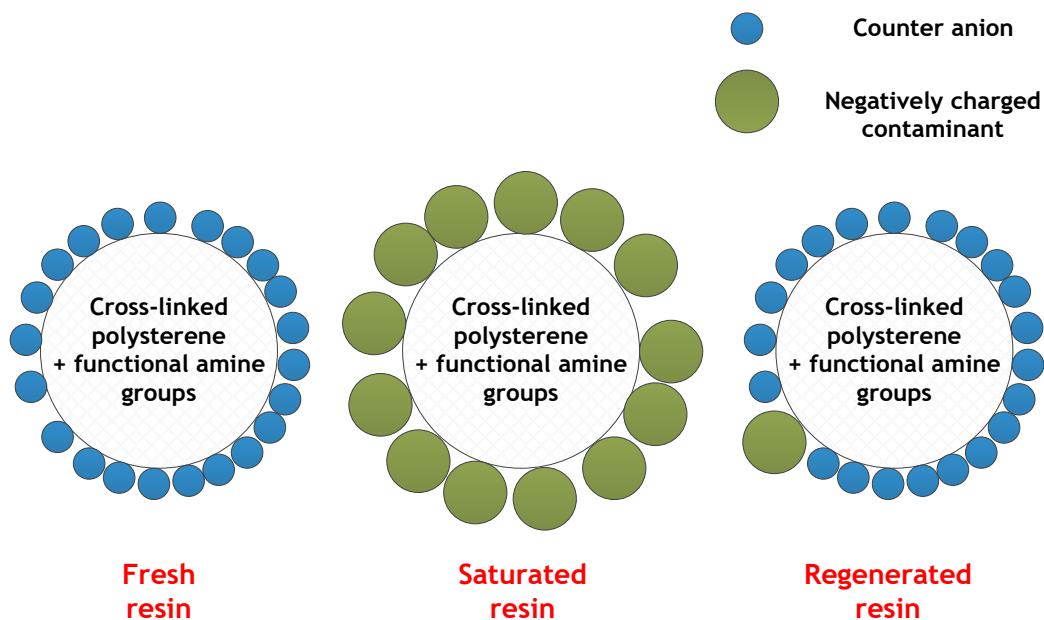 Counter anion
Negatively charged
contaminant
Cross-linked
polysterene
+ functional amine
groups
Cross-linked
polysterene
+ functional amine
groups
Cross-linked
polysterene
+ functional amine
groups
Fresh
resin
Saturated
resin
Regenerated
resin